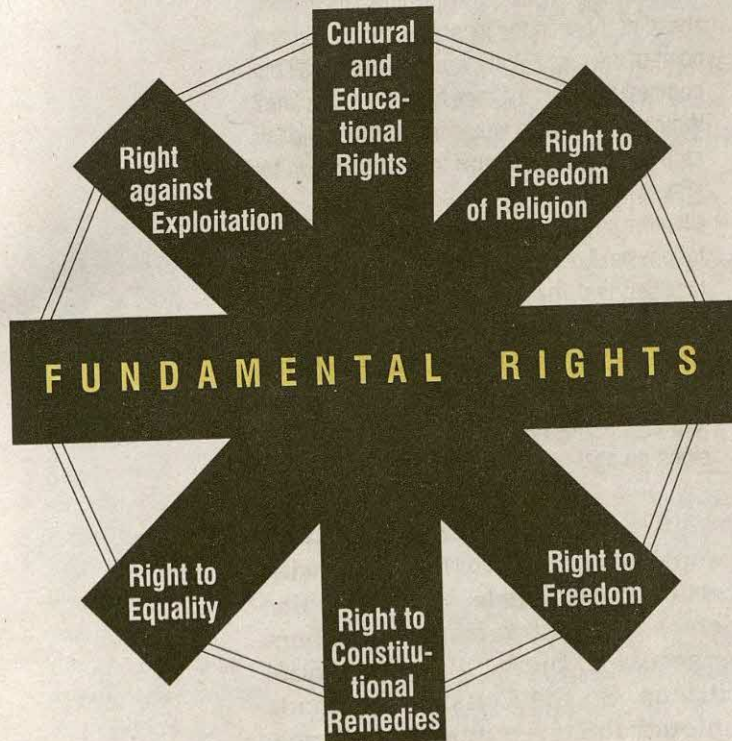 Cultural
and
Educa-
tional
Rights
Right
against
Exploitation
Right to
Freedom
of Religion
FUNDAMENTAL RIGHTS
Right to
Equality
Right to
Constitu-
tional
Remedies
Right to
Freedom